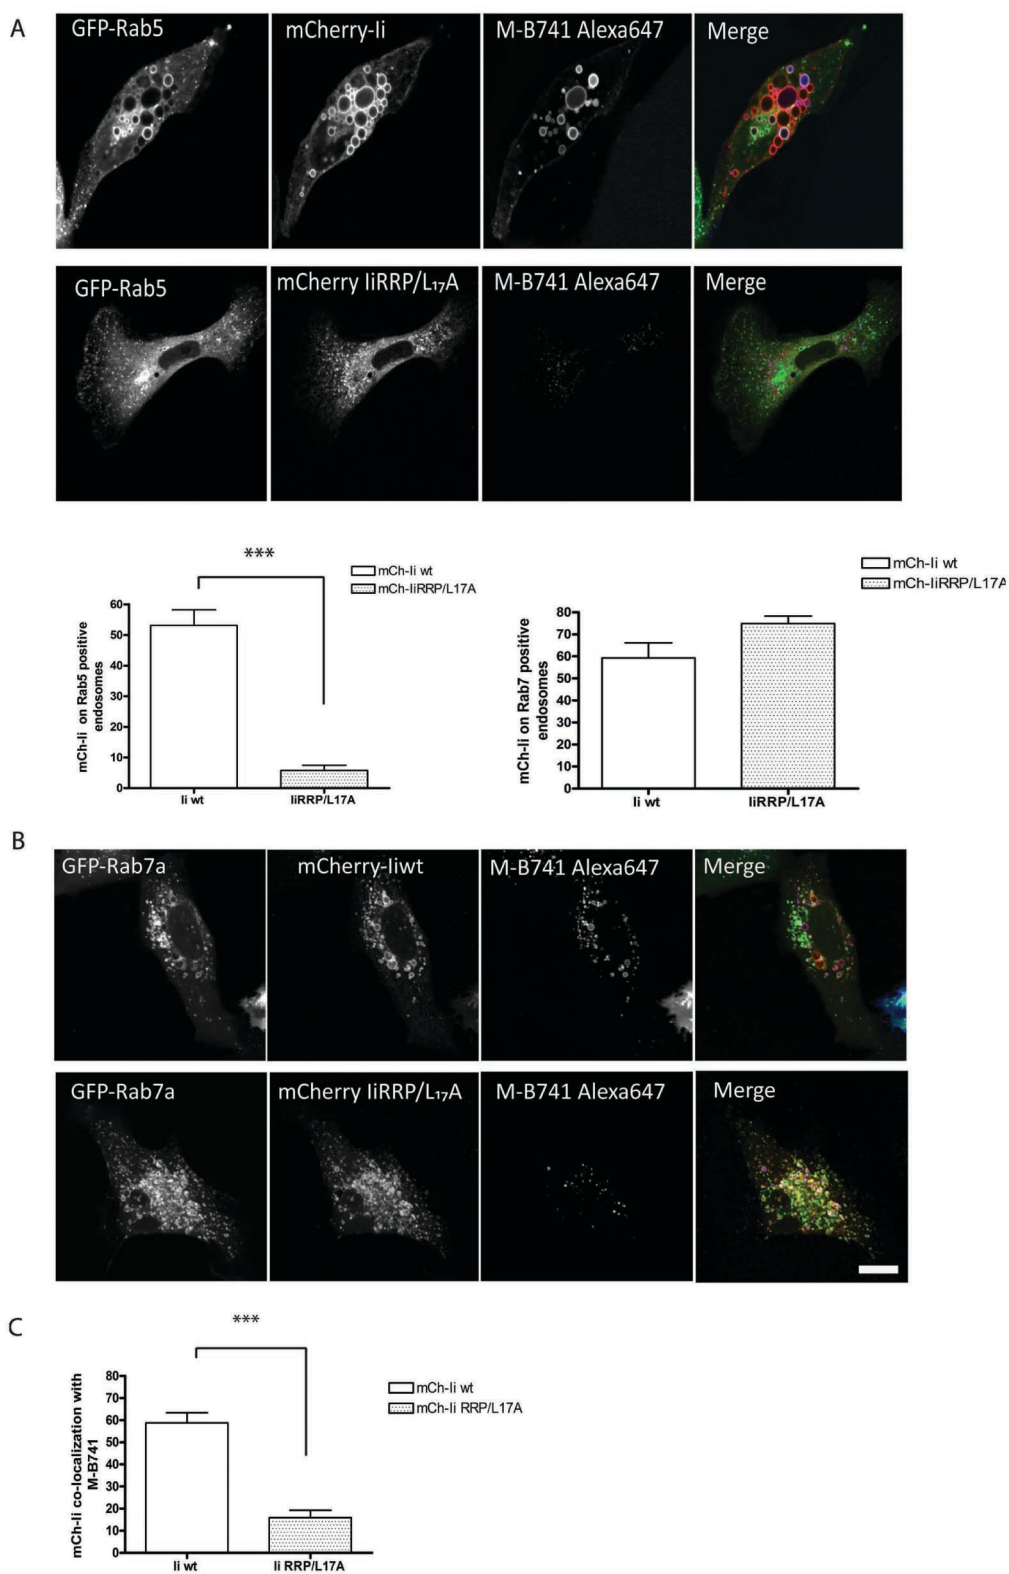 A
GFP-Rab5
mCherry-Ii
M-B741 Alexa647
Merge
GFP-Rab5
mCherry IiRRP/L₁₇A
M-B741 Alexa647
Merge
***
mCh-Ii wt
mCh-IiRRP/L17A
mCh-Ii on Rab5 positive
endosomes
60
50
40
30
20
10
0
Ii wt
IiRRP/L17A
mCh-Ii wt
mCh-IiRRP/L17A
mCh-Ii on Rab7 positive
endosomes
80
70
60
50
40
30
20
10
0
Ii wt
IiRRP/L17A
B
GFP-Rab7a
mCherry-Iiwt
M-B741 Alexa647
Merge
GFP-Rab7a
mCherry IiRRP/L₁₇A
M-B741 Alexa647
Merge
C
***
mCh-Ii wt
mCh-Ii RRP/L17A
mCh-Ii co-localization with
M-B741
80
70
60
50
40
30
20
10
0
Ii wt
Ii RRP/L17A